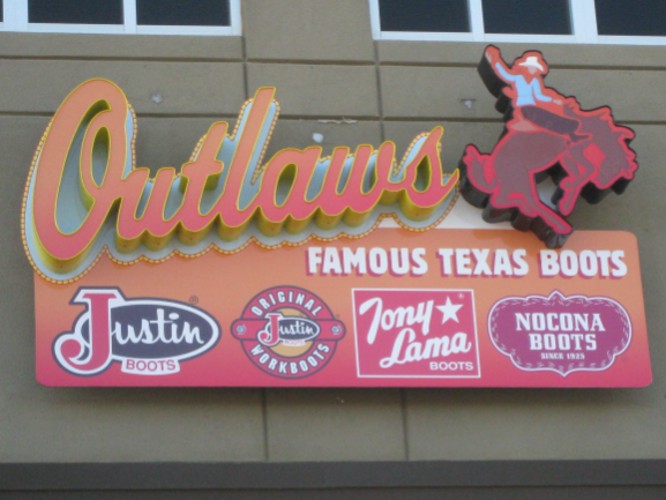 Outlaws
FAMOUS TEXAS BOOTS
Justin
BOOTS
ORIGINAL
Justin
WORKBOOTS
Tony
Lama
BOOTS
NOCONA
BOOTS
SINCE 1925